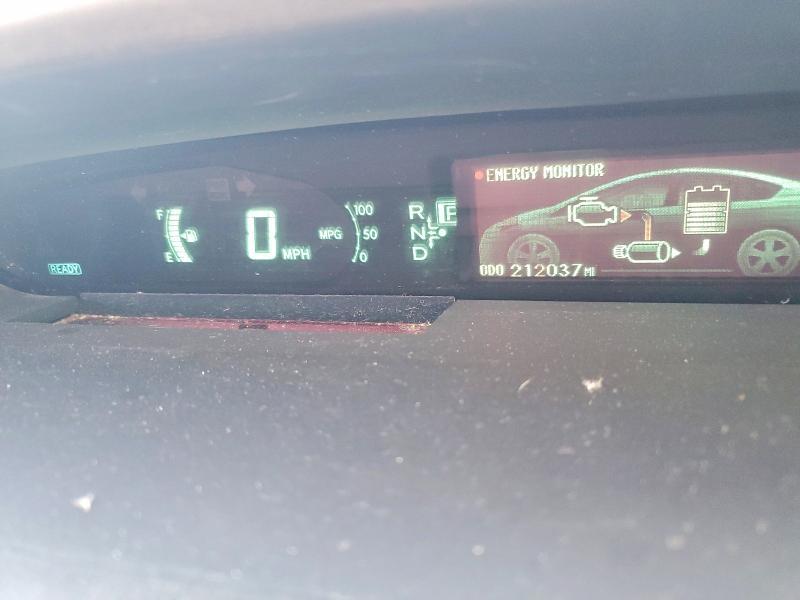 ENERGY MONITOR
F
E
0 MPH
MPG
100
50
0
R
N
D
P
READY
ODO 212037 MI